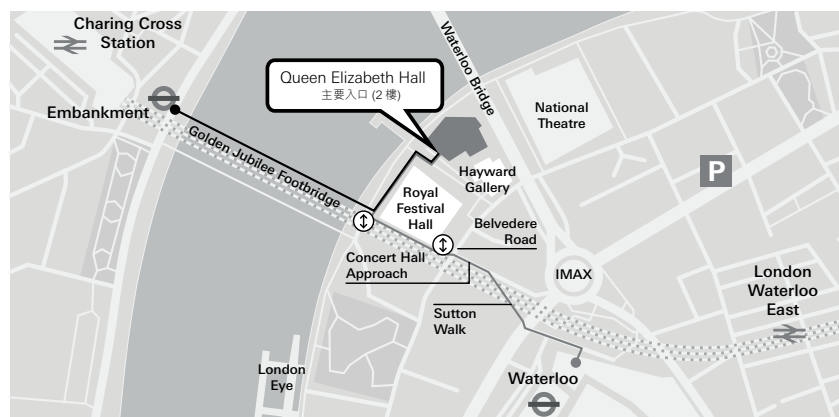 Charing Cross
Station
Embankment
Golden Jubilee Footbridge
Queen Elizabeth Hall
主要入口 (2 樓)
Waterloo Bridge
National
Theatre
Hayward
Gallery
P
Royal
Festival
Hall
Belvedere
Road
Concert Hall
Approach
IMAX
London
Waterloo
East
Sutton
Walk
London
Eye
Waterloo